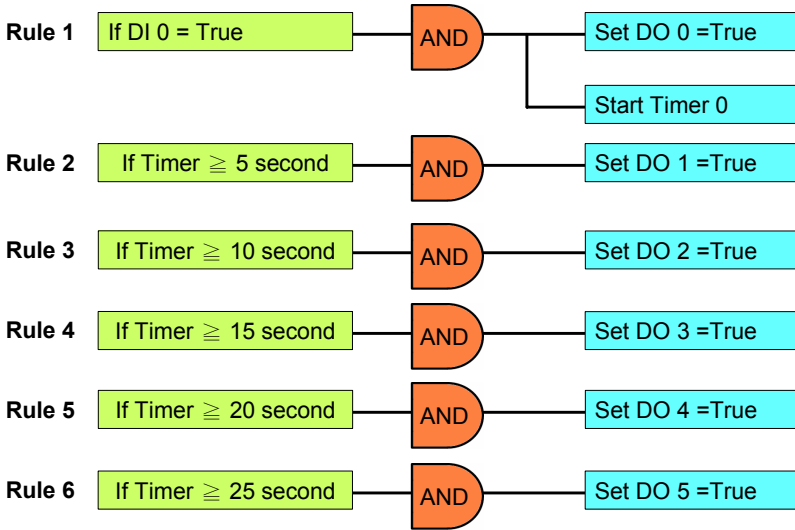 Rule 1 If DI 0 = True AND Set DO 0 =True
Start Timer 0
Rule 2 If Timer ≧ 5 second AND Set DO 1 =True
Rule 3 If Timer ≧ 10 second AND Set DO 2 =True
Rule 4 If Timer ≧ 15 second AND Set DO 3 =True
Rule 5 If Timer ≧ 20 second AND Set DO 4 =True
Rule 6 If Timer ≧ 25 second AND Set DO 5 =True